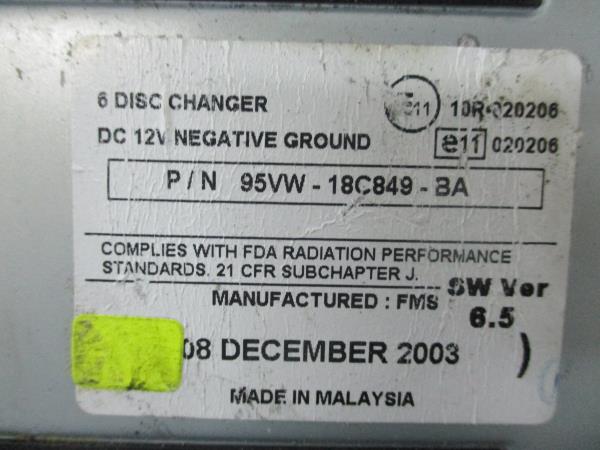 6 DISC CHANGER
10R-020206
DC 12V NEGATIVE GROUND
e11 020206
P / N 95VW - 18C849 - BA
COMPLIES WITH FDA RADIATION PERFORMANCE
STANDARDS. 21 CFR SUBCHAPTER J.
MANUFACTURED : FMS
SW Ver
6.5
08 DECEMBER 2003 )
MADE IN MALAYSIA